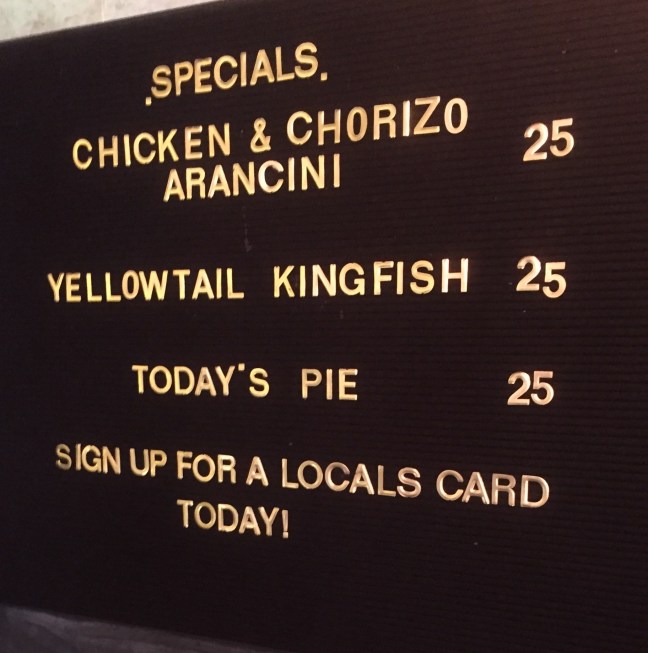 .SPECIALS.
CHICKEN & CHORIZO 25
ARANCINI
YELLOWTAIL KINGFISH 25
TODAY'S PIE 25
SIGN UP FOR A LOCALS CARD
TODAY!